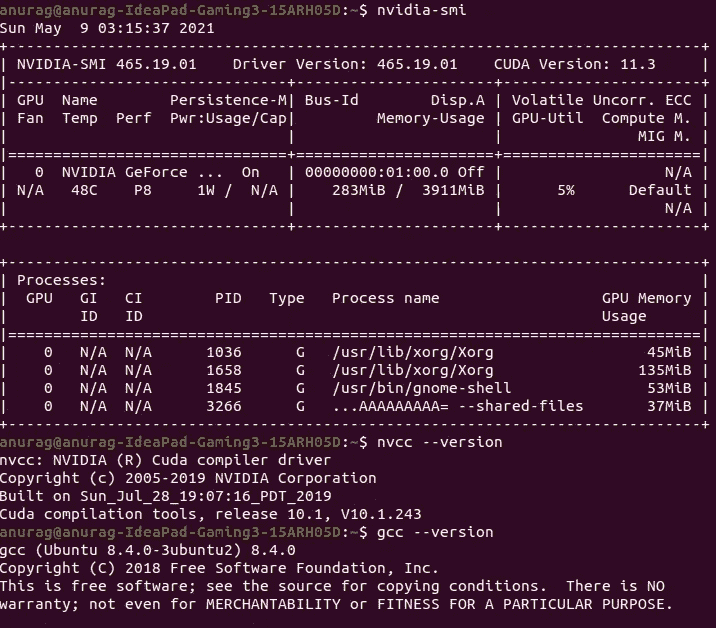 anurag@anurag-IdeaPad-Gaming3-15ARH05D:~$ nvidia-smi
Sun May  9 03:15:37 2021
+-----------------------------------------------------------------------------+
| NVIDIA-SMI 465.19.01    Driver Version: 465.19.01    CUDA Version: 11.3     |
|-------------------------------+----------------------+----------------------+
| GPU  Name        Persistence-M| Bus-Id        Disp.A | Volatile Uncorr. ECC |
| Fan  Temp  Perf  Pwr:Usage/Cap|         Memory-Usage | GPU-Util  Compute M. |
|                               |                      |               MIG M. |
|===============================+======================+======================|
|   0  NVIDIA GeForce ...  On   | 00000000:01:00.0 Off |                  N/A |
| N/A   48C    P8     1W /  N/A |    283MiB /  3911MiB |      5%      Default |
|                               |                      |                  N/A |
+-------------------------------+----------------------+----------------------+

+-----------------------------------------------------------------------------+
| Processes:                                                                  |
|  GPU   GI   CI        PID   Type   Process name                  GPU Memory |
|        ID   ID                                                   Usage      |
|=============================================================================|
|    0   N/A  N/A      1036      G   /usr/lib/xorg/Xorg                 45MiB |
|    0   N/A  N/A      1658      G   /usr/lib/xorg/Xorg                135MiB |
|    0   N/A  N/A      1845      G   /usr/bin/gnome-shell               53MiB |
|    0   N/A  N/A      3266      G   ...AAAAAAAAA= --shared-files       37MiB |
+-----------------------------------------------------------------------------+
anurag@anurag-IdeaPad-Gaming3-15ARH05D:~$ nvcc --version
nvcc: NVIDIA (R) Cuda compiler driver
Copyright (c) 2005-2019 NVIDIA Corporation
Built on Sun_Jul_28_19:07:16_PDT_2019
Cuda compilation tools, release 10.1, V10.1.243
anurag@anurag-IdeaPad-Gaming3-15ARH05D:~$ gcc --version
gcc (Ubuntu 8.4.0-3ubuntu2) 8.4.0
Copyright (C) 2018 Free Software Foundation, Inc.
This is free software; see the source for copying conditions.  There is NO
warranty; not even for MERCHANTABILITY or FITNESS FOR A PARTICULAR PURPOSE.